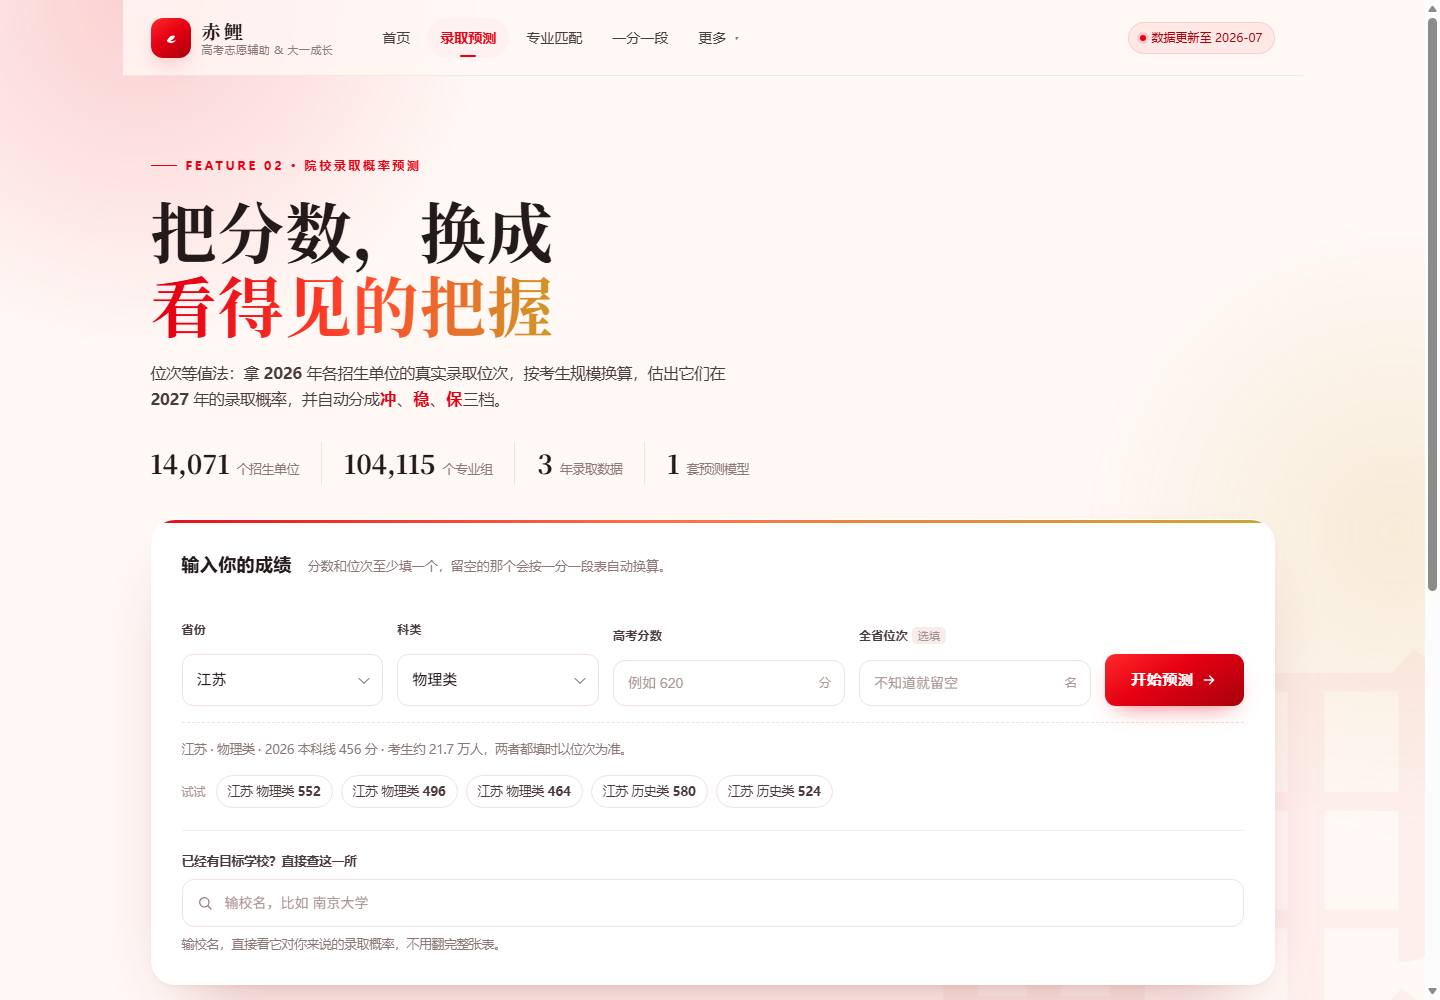 赤鲤
高考志愿辅助 & 大一成长
首页
录取预测
专业匹配
一分一段
更多
数据更新至 2026-07
FEATURE 02 • 院校录取概率预测
把分数，换成
看得见的把握
位次等值法：拿 2026 年各招生单位的真实录取位次，按考生规模换算，估出它们在
2027 年的录取概率，并自动分成冲、稳、保三档。
14,071 个招生单位
104,115 个专业组
3 年录取数据
1 套预测模型
输入你的成绩 分数和位次至少填一个，留空的那个会按一分一段表自动换算。
省份
科类
高考分数
全省位次 选填
江苏
物理类
例如 620 分
不知道就留空 名
开始预测 →
江苏 · 物理类 · 2026 本科线 456 分 · 考生约 21.7 万人，两者都填时以位次为准。
试试
江苏 物理类 552
江苏 物理类 496
江苏 物理类 464
江苏 历史类 580
江苏 历史类 524
已经有目标学校？直接查这一所
输校名，比如 南京大学
输校名，直接看它对你来说的录取概率，不用翻完整张表。